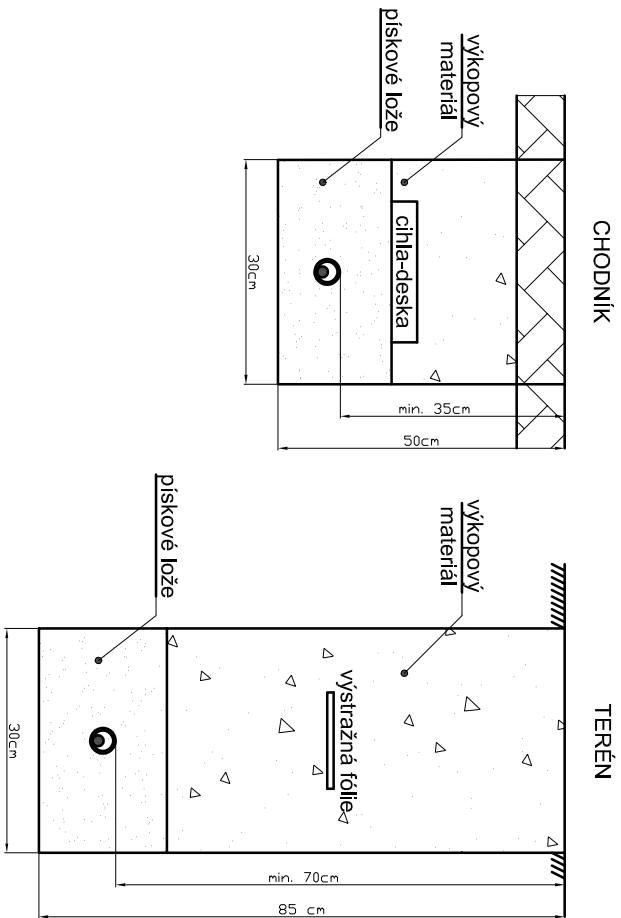 CHODNÍK
výkopový
materiál
pískové lože
cihla-deska
30cm
min. 35cm
50cm
TERÉN
výkopový
materiál
pískové lože
výstražná fólie
30cm
min. 70cm
85 cm